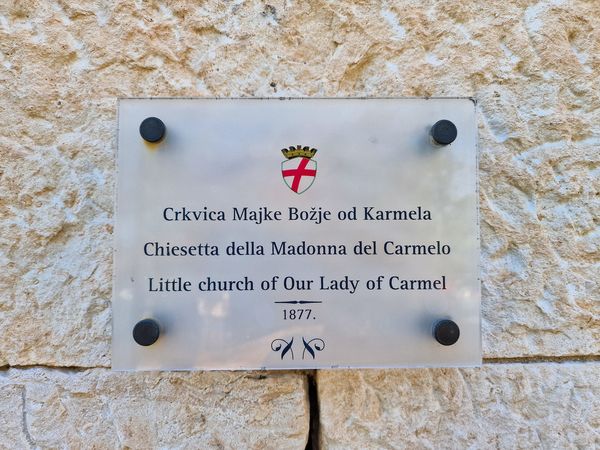 Crkvica Majke Božje od Karmela
Chiesetta della Madonna del Carmelo
Little church of Our Lady of Carmel
1877.